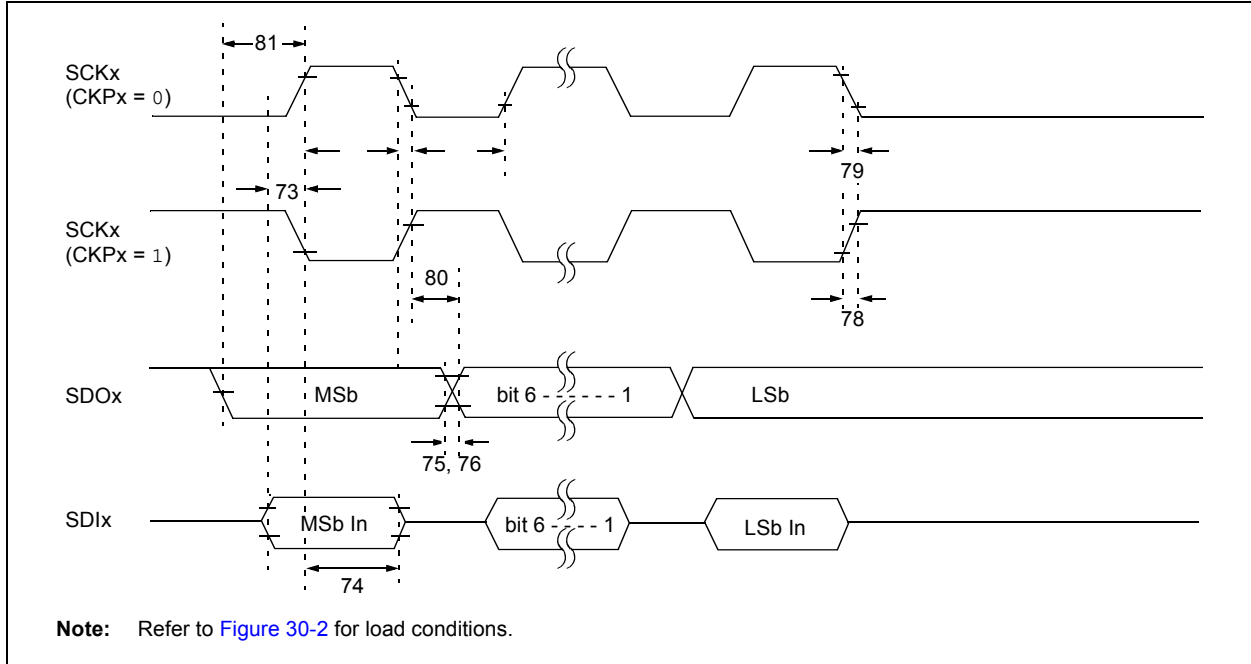 81
SCKx
(CKPx = 0)
79
73
SCKx
(CKPx = 1)
80
78
SDOx
MSb
bit 6 - - - - - - 1
LSb
75, 76
SDIx
MSb In
bit 6 - - - - 1
LSb In
74
Note: Refer to Figure 30-2 for load conditions.